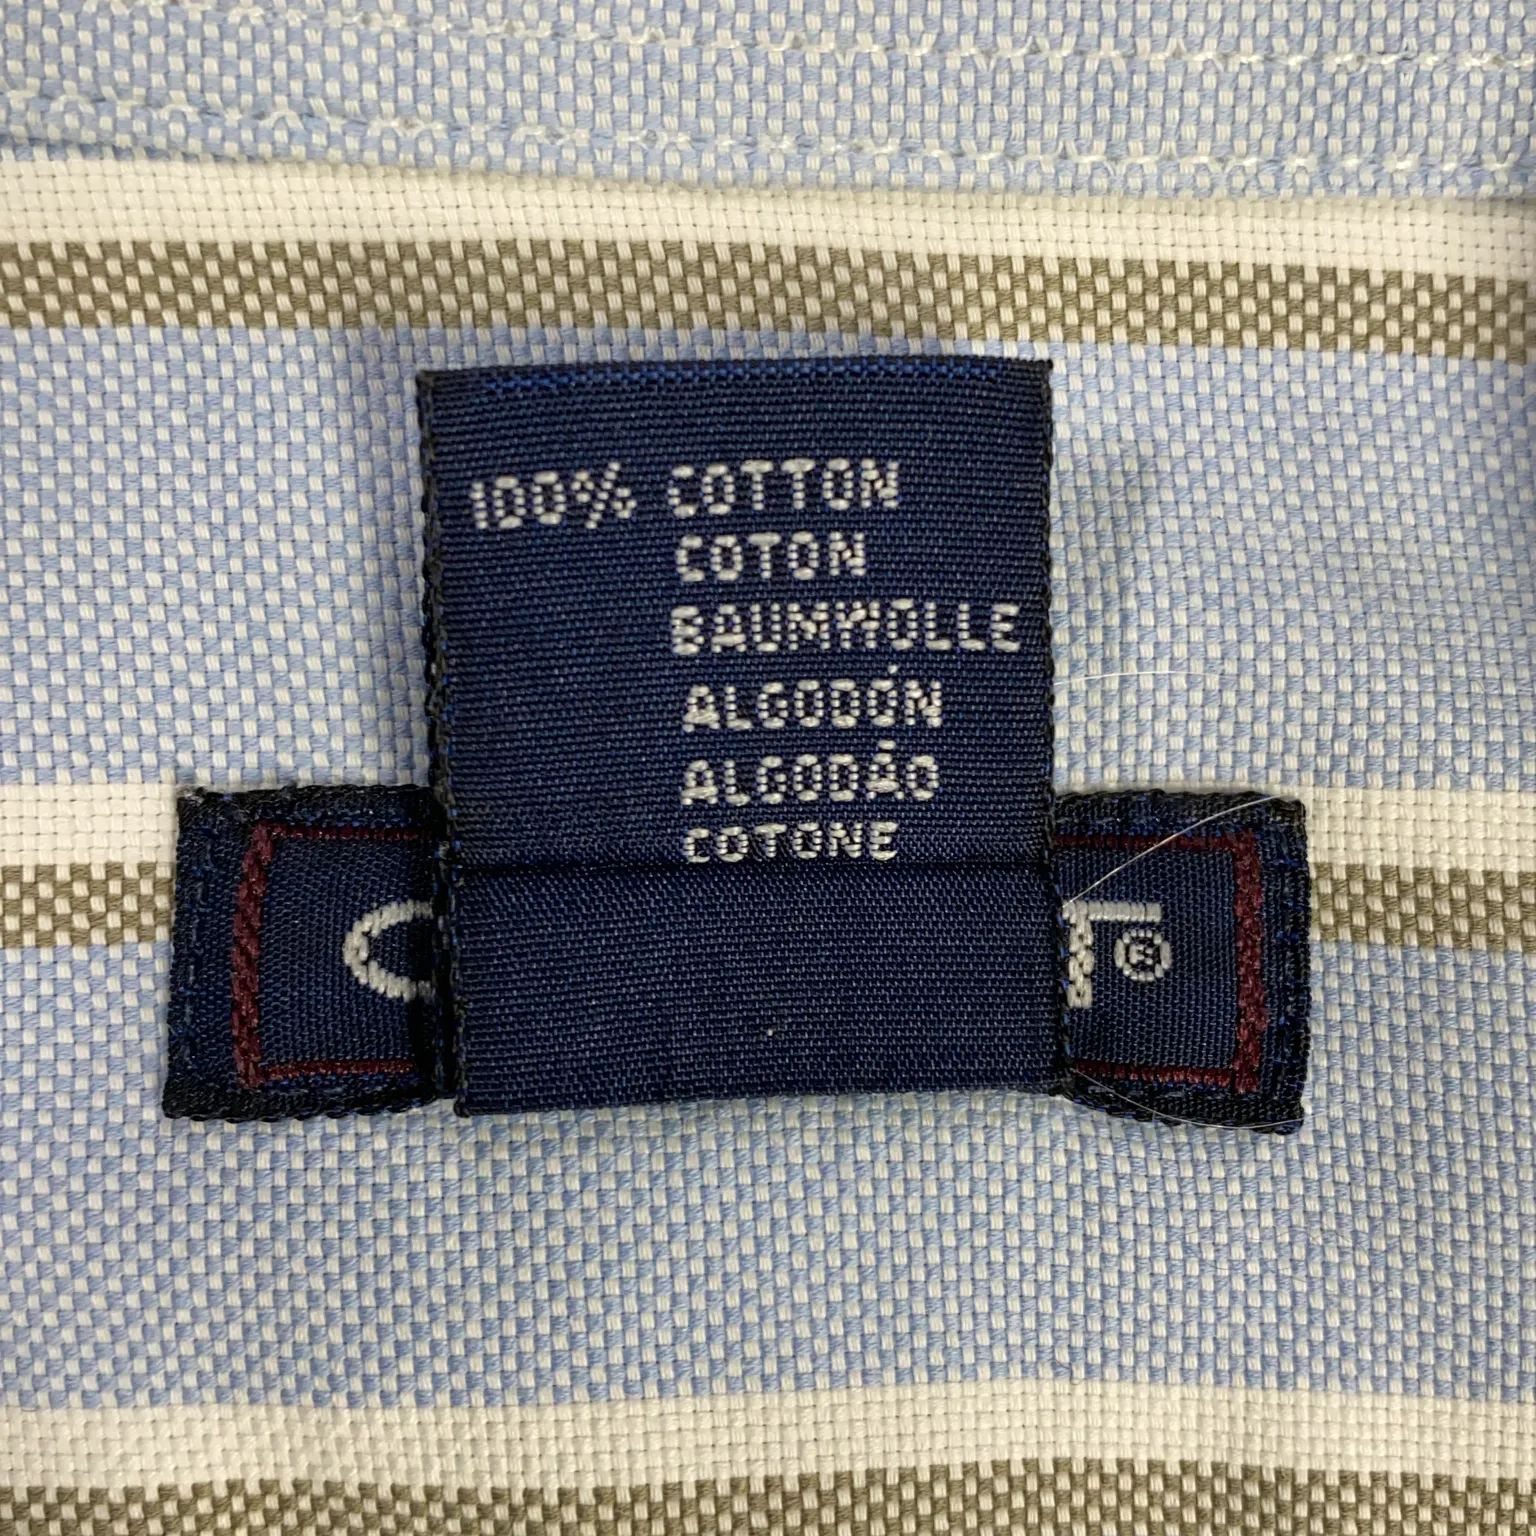 100% COTTON
COTON
BAUMWOLLE
ALGODÓN
ALGODÃO
COTONE
®